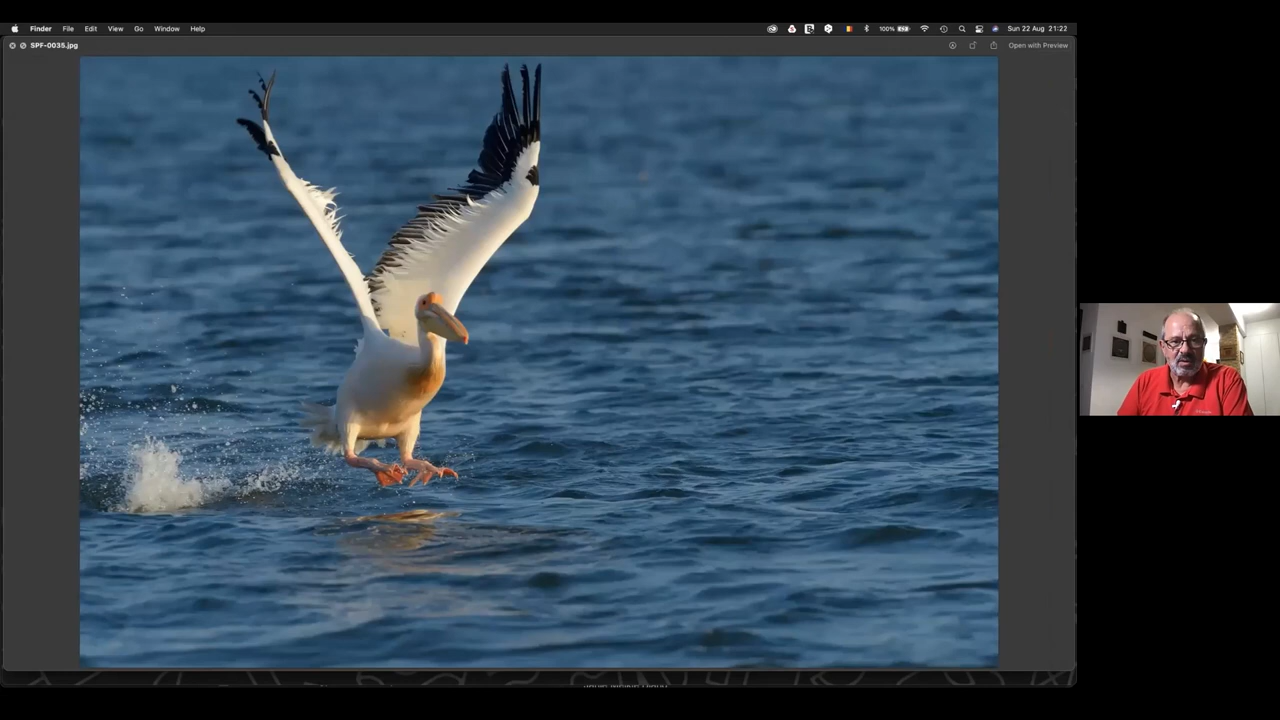 Finder File Edit View Go Window Help 100% Sun 22 Aug 21:22
SPF-0035.jpg Open with Preview